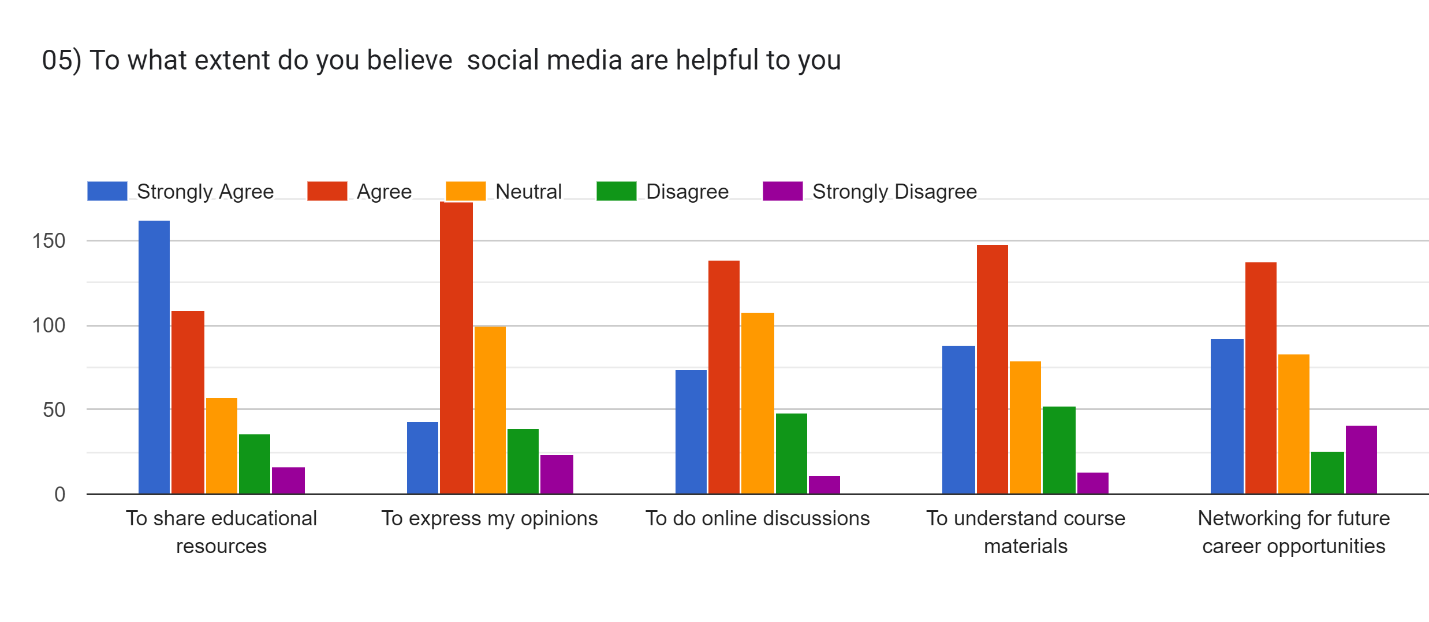 05) To what extent do you believe  social media are helpful to you
Strongly Agree
Agree
Neutral
Disagree
Strongly Disagree
150
100
50
0
To share educational
resources
To express my opinions
To do online discussions
To understand course
materials
Networking for future
career opportunities